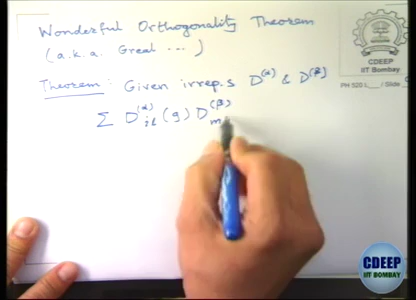 Wonderful Orthogonality Theorem
(a.k.a. Great ... )
Theorem: Given irrep.s D^(α) & D^(β)
Σ D^(α)_il (g) D^(β)_m
CDEEP
IIT Bombay
PH 520 L___/ Slide
CDEEP
IIT BOMBAY